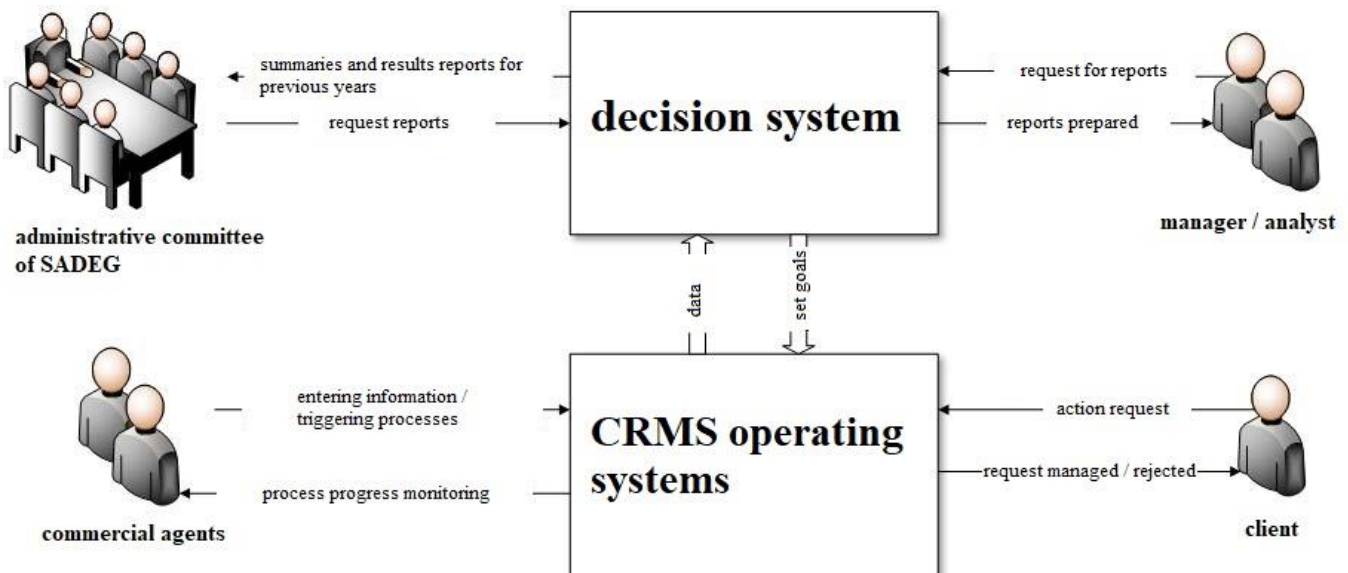 summaries and results reports for
previous years
request reports
administrative committee
of SADEG
decision system
request for reports
reports prepared
manager / analyst
data
set goals
entering information /
triggering processes
process progress monitoring
commercial agents
CRMS operating
systems
action request
request managed / rejected
client